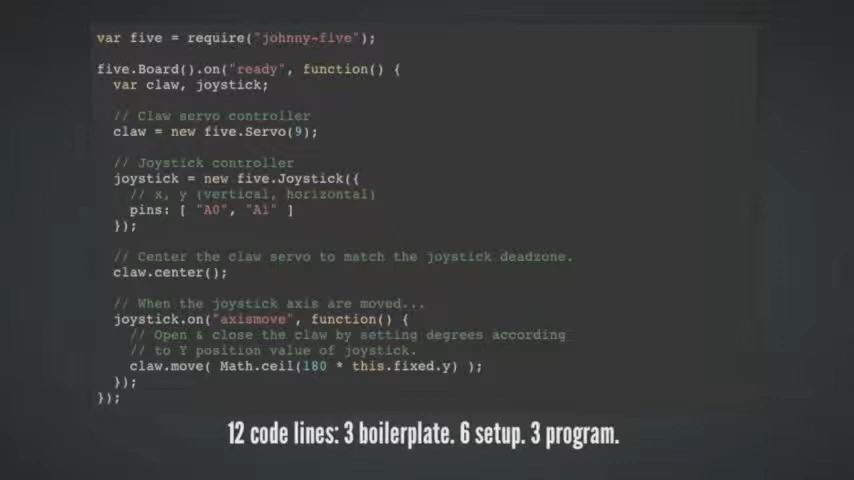 var five = require("johnny-five");
five.Board().on("ready", function() {
var claw, joystick;
// Claw servo controller
claw = new five.Servo(9);
// Joystick controller
joystick = new five.Joystick({
// x, y (vertical, horizontal)
pins: [ "A0", "A1" ]
});
// Center the claw servo to match the joystick deadzone.
claw.center();
// When the joystick axis are moved...
joystick.on("axismove", function() {
// Open & close the claw by setting degrees according
// to Y position value of joystick.
claw.move( Math.ceil(180 * this.fixed.y) );
});
});
12 code lines: 3 boilerplate. 6 setup. 3 program.